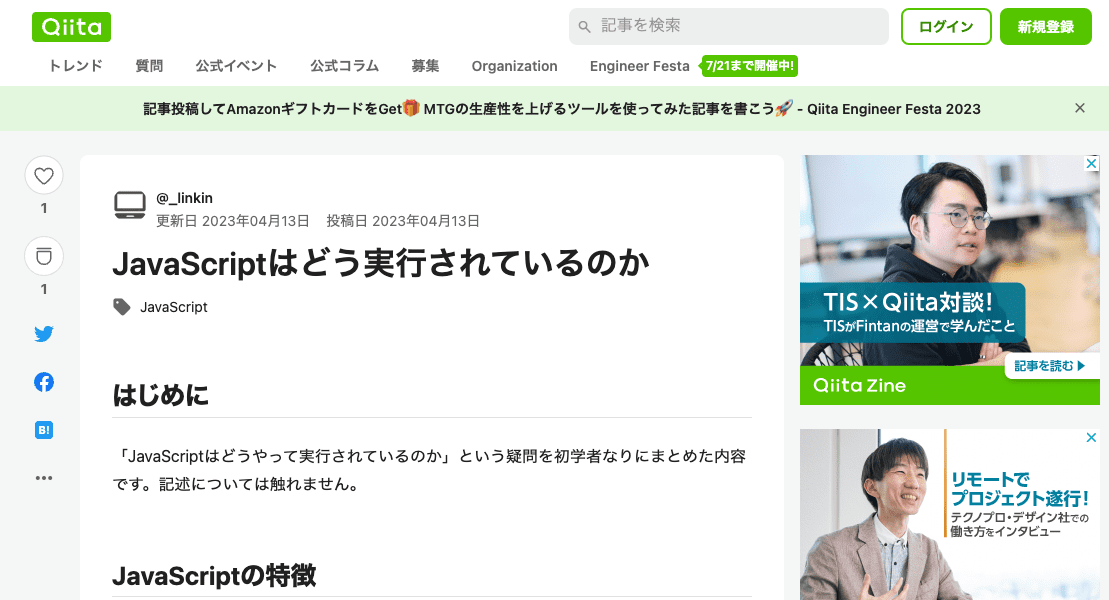 Qiita
記事を検索
ログイン
新規登録
トレンド
質問
公式イベント
公式コラム
募集
Organization
Engineer Festa
7/21まで開催中!
記事投稿してAmazonギフトカードをGet🎁 MTGの生産性を上げるツールを使ってみた記事を書こう🚀 - Qiita Engineer Festa 2023
1
1
B!
@_linkin
更新日 2023年04月13日 投稿日 2023年04月13日
JavaScriptはどう実行されているのか
JavaScript
はじめに
「JavaScriptはどうやって実行されているのか」という疑問を初学者なりにまとめた内容
です。記述については触れません。
JavaScriptの特徴
TIS×Qiita対談!
TISがFintanの運営で学んだこと
記事を読む
Qiita Zine
リモートで
プロジェクト遂行!
テクノプロ・デザイン社での
働き方をインタビュー